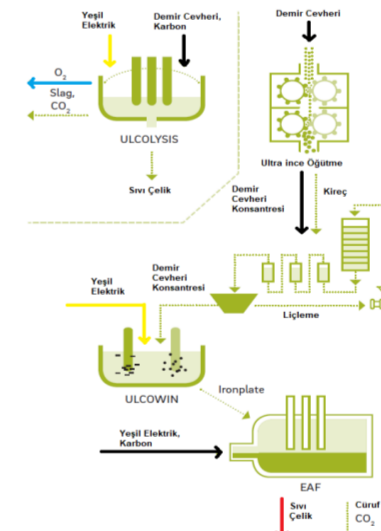 Yeşil
Elektrik
Demir Cevheri,
Karbon
O2
Slag,
CO2
ULCOLYSIS
Sıvı Çelik
Demir Cevheri
Ultra ince Öğütme
Demir
Cevheri
Konsantresi
Kireç
Liçleme
Yeşil
Elektrik
Demir
Cevheri
Konsantresi
ULCOWIN
Ironplate
Yeşil Elektrik,
Karbon
EAF
Sıvı
Çelik
Cüruf
CO2